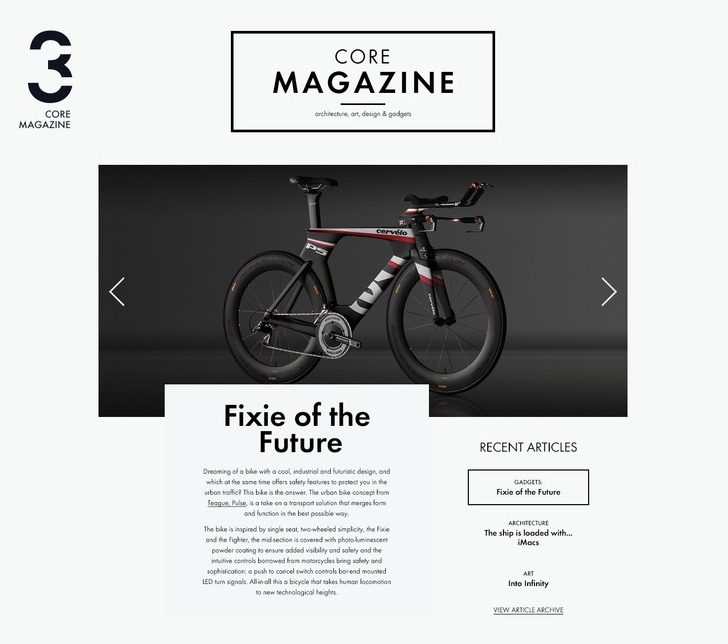 3
CORE
MAGAZINE
CORE
MAGAZINE
architecture, art, design & gadgets
cervélo
P5
Fixie of the
Future
Dreaming of a bike with a cool, industrial and futuristic design, and
which at the same time offers safety features to protect you in the
urban traffic? This bike is the answer. The urban bike concept from
Teague, Pulse, is a take on a transport solution that merges form
and function in the best possible way.
The bike is inspired by single seat, two-wheeled simplicity, the Fixie
and the Fighter, the mid-section is covered with photo-luminescent
powder coating to ensure added visibility and safety and the
intuitive controls borrowed from motorcycles bring safety and
sophistication; a push to cancel switch controls bar-end mounted
LED turn signals. All-in-all this a bicycle that takes human locomotion
to new technological heights.
RECENT ARTICLES
GADGETS:
Fixie of the Future
ARCHITECTURE
The ship is loaded with...
iMacs
ART
Into Infinity
VIEW ARTICLE ARCHIVE